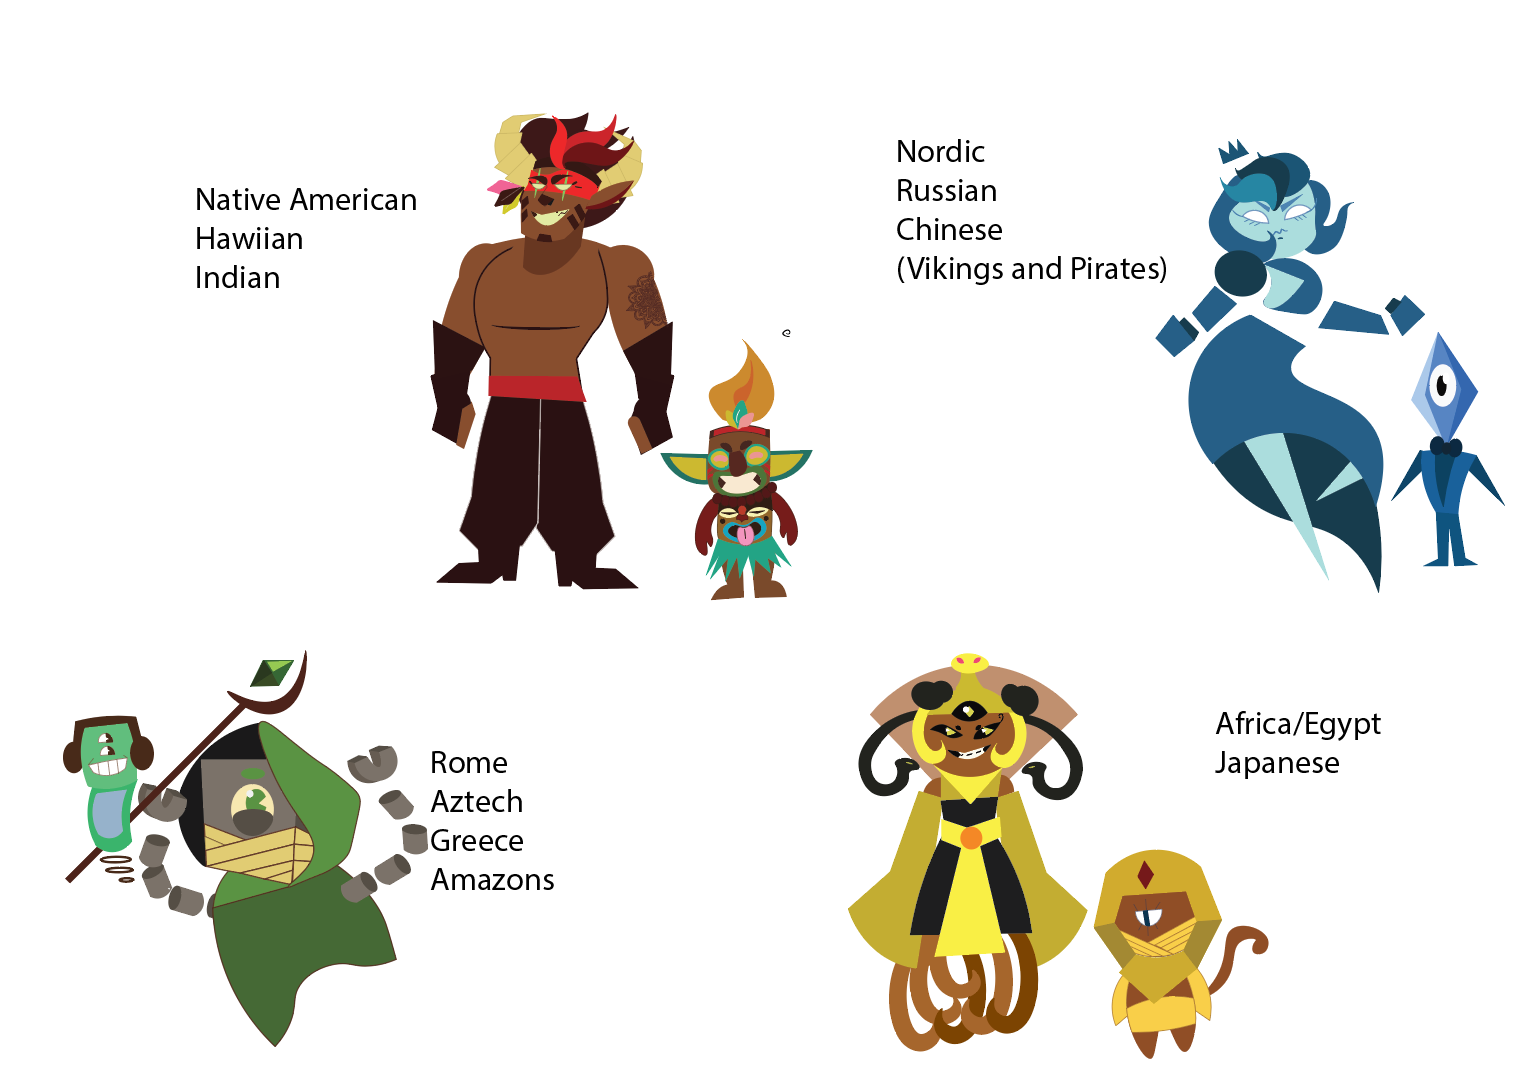 Native American
Hawiian
Indian
Nordic
Russian
Chinese
(Vikings and Pirates)
Rome
Aztech
Greece
Amazons
Africa/Egypt
Japanese